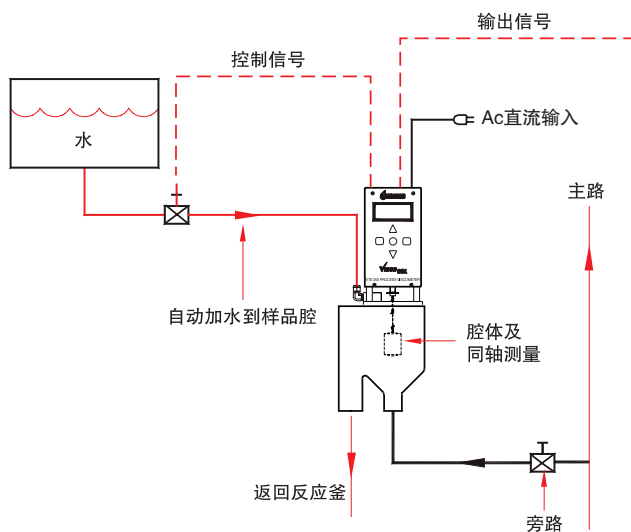 输出信号
控制信号
Ac直流输入
水
主路
自动加水到样品腔
腔体及
同轴测量
返回反应釜
旁路